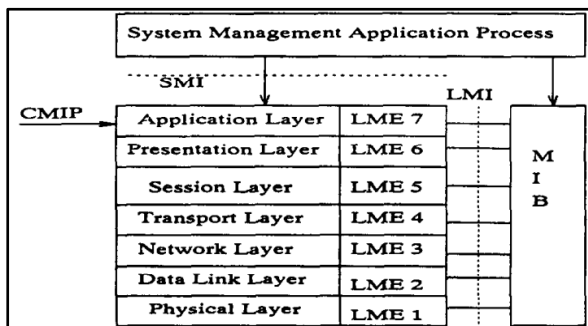 System Management Application Process
SMI
LMI
CMIP
Application Layer LME 7
Presentation Layer LME 6
Session Layer LME 5
Transport Layer LME 4
Network Layer LME 3
Data Link Layer LME 2
Physical Layer LME 1
M
I
B